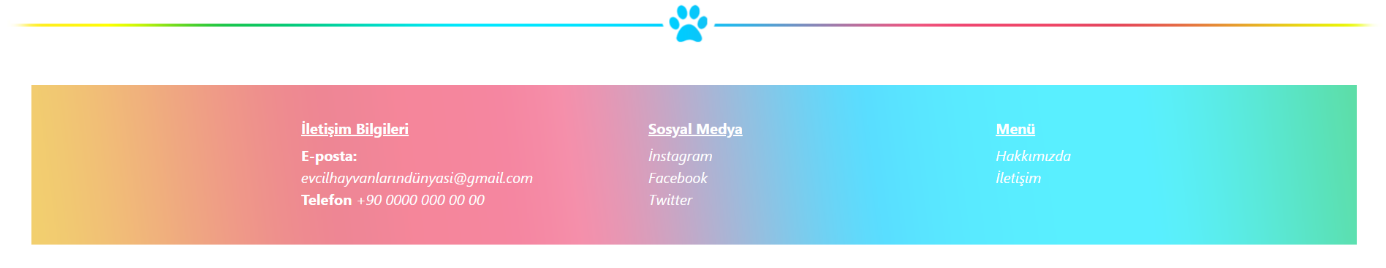 İletişim Bilgileri
E-posta:
evcilhayvanlarındünyasi@gmail.com
Telefon +90 0000 000 00 00
Sosyal Medya
İnstagram
Facebook
Twitter
Menü
Hakkımızda
İletişim